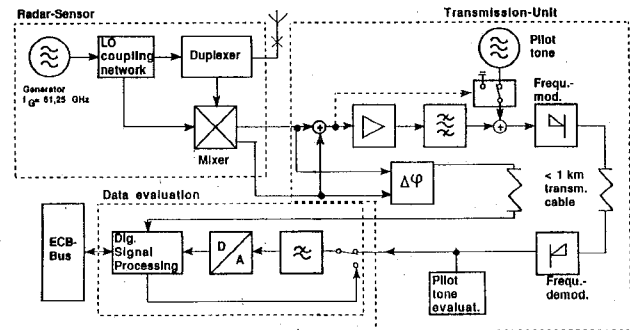 Radar-Sensor
Transmission-Unit
Generator
f G= 61,25 GHz
LO
coupling
network
Duplexer
Mixer
Pilot
tone
Frequ.-
mod.
Δφ
< 1 km
transm.
cable
Data evaluation
ECB-
Bus
Dig.
Signal
Processing
D
A
Pilot
tone
evaluat.
Frequ.-
demod.